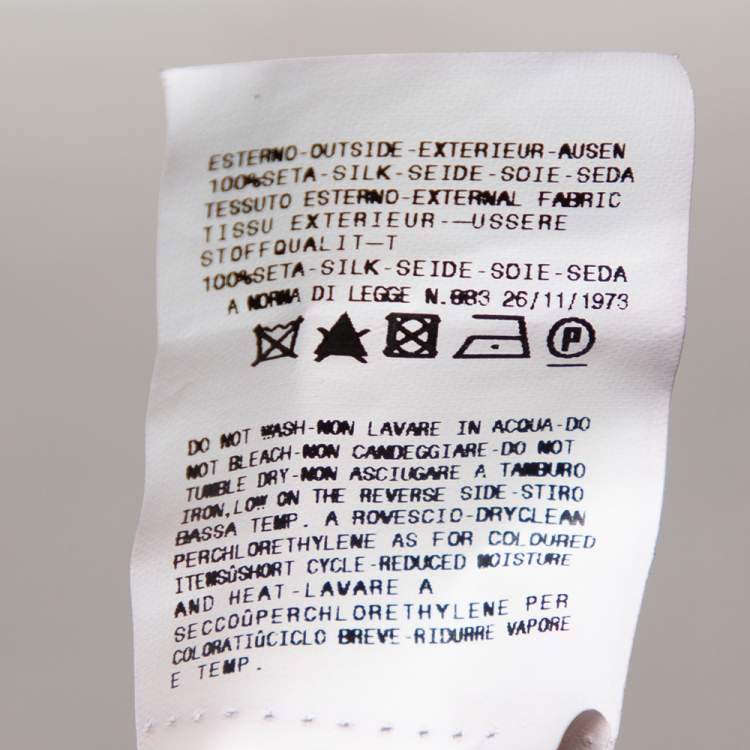 ESTERNO-OUTSIDE-EXTERIEUR-AUSEN
100%SETA-SILK-SEIDE-SOIE-SEDA
TESSUTO ESTERNO-EXTERNAL FABRIC
TISSU EXTERIEUR-—USSERE
STOFFQUALIT—T
100%SETA-SILK-SEIDE-SOIE-SEDA
A NORMA DI LEGGE N.883 26/11/1973
P
DO NOT WASH-NON LAVARE IN ACQUA-DO
NOT BLEACH-NON CANDEGGIARE-DO NOT
TUMBLE DRY-NON ASCIUGARE A TAMBURO
IRON,LOW ON THE REVERSE SIDE-STIRO
BASSA TEMP. A ROVESCIO-DRYCLEAN
PERCHLORETHYLENE AS FOR COLOURED
ITEMSÛSHORT CYCLE-REDUCED MOISTURE
AND HEAT-LAVARE A
SECCOÛPERCHLORETHYLENE PER
COLORATIÛCICLO BREVE-RIDURRE VAPORE
E TEMP.